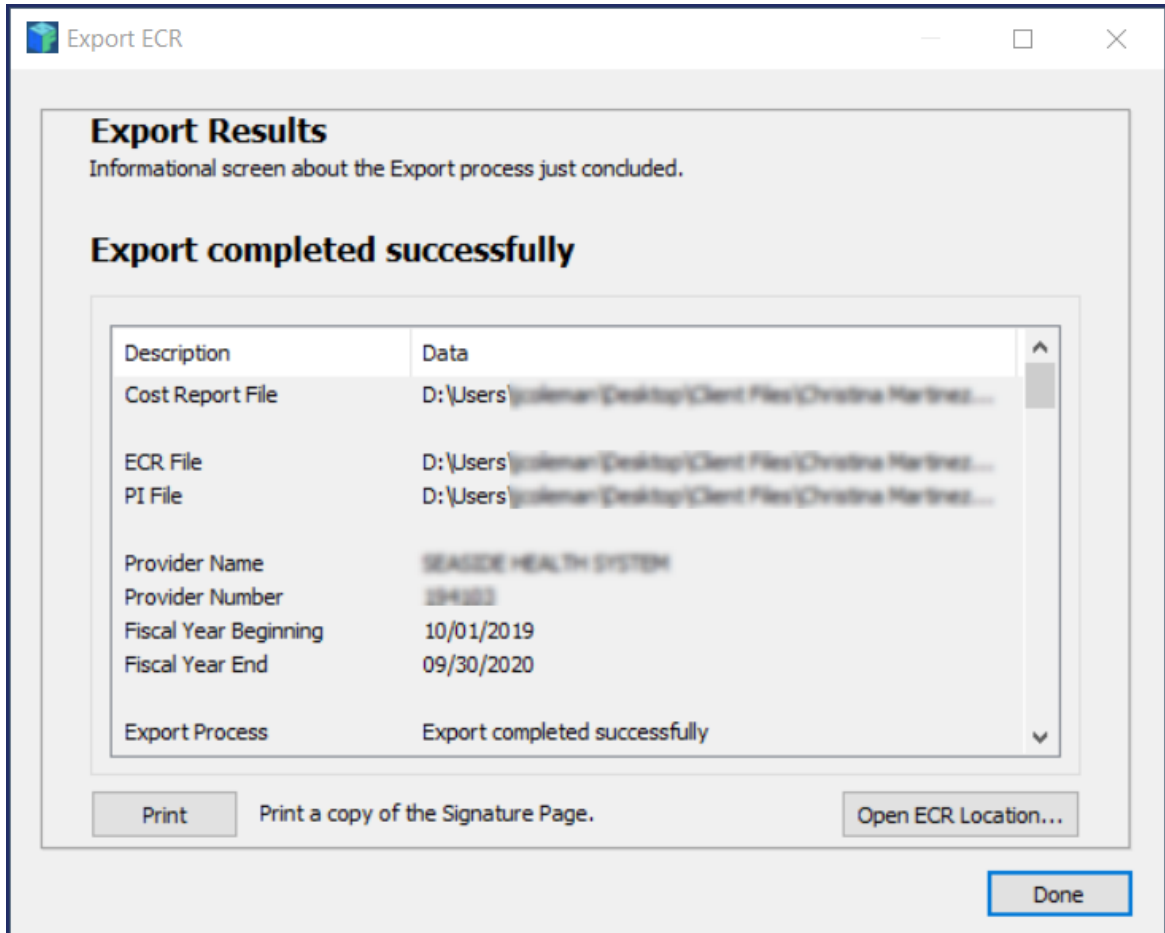 Export ECR
Export Results
Informational screen about the Export process just concluded.
Export completed successfully
Description Data
Cost Report File D:\Users\
ECR File D:\Users\
PI File D:\Users\
Provider Name
Provider Number
Fiscal Year Beginning 10/01/2019
Fiscal Year End 09/30/2020
Export Process Export completed successfully
Print Print a copy of the Signature Page. Open ECR Location...
Done